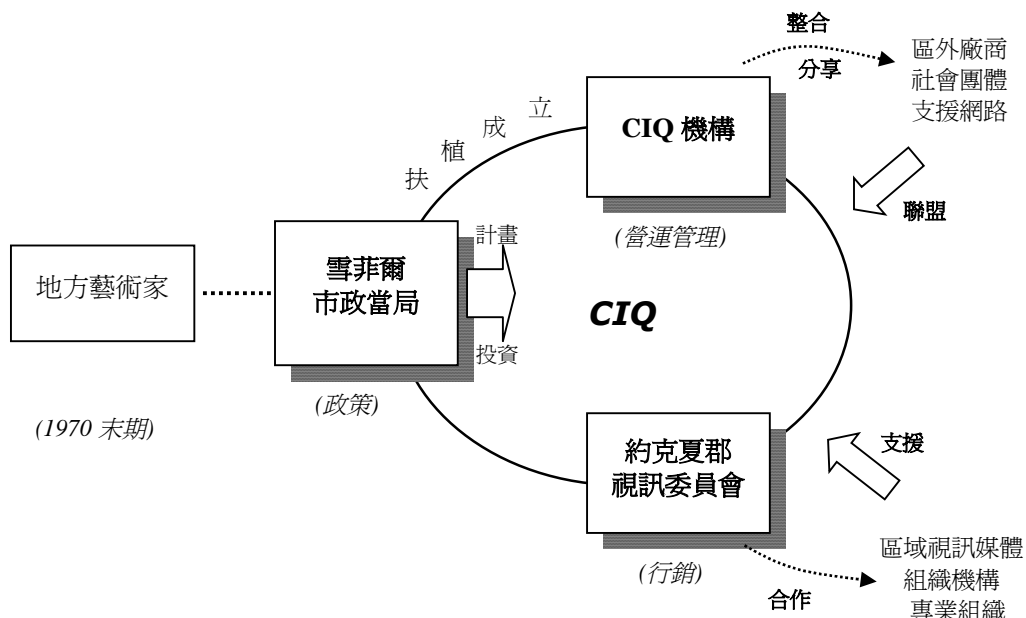 整合
分享
區外廠商
社會團體
支援網路
扶植成立
CIQ 機構
(營運管理)
聯盟
地方藝術家
(1970 末期)
雪菲爾
市政當局
(政策)
計畫
投資
CIQ
約克夏郡
視訊委員會
(行銷)
支援
合作
區域視訊媒體
組織機構
專業組織